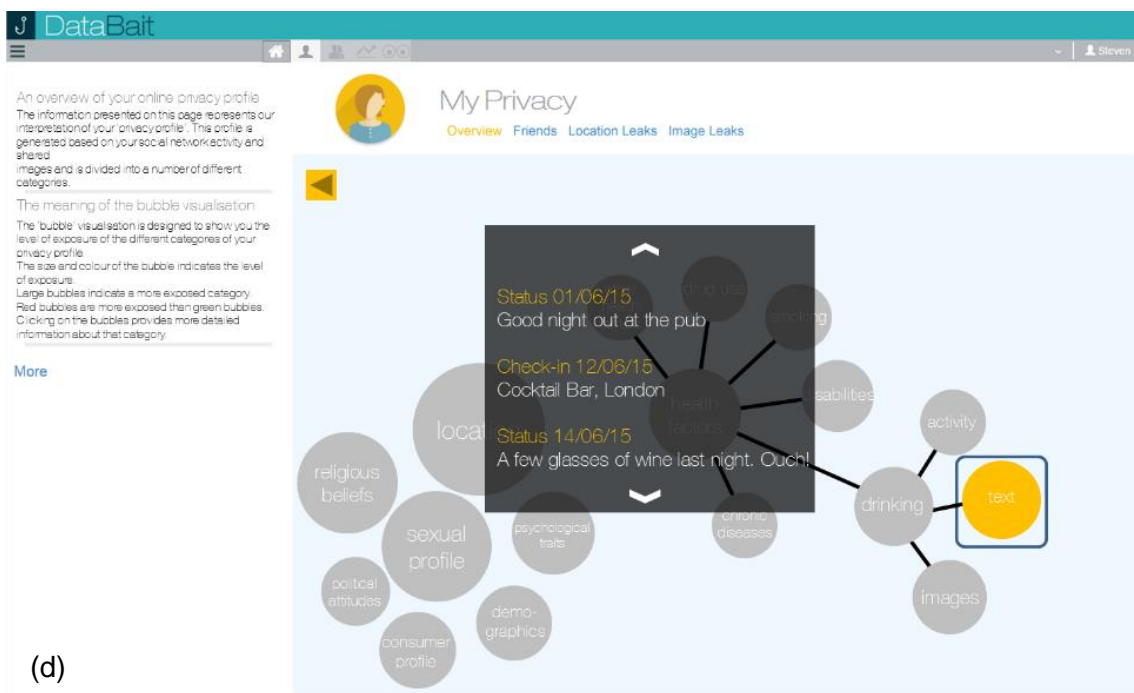 DataBait
Steven
An overview of your online privacy profile
The information presented on this page represents our
interpretation of your 'privacy profile'. This profile is
generated based on your social network activity and
shared
images and is divided into a number of different
categories.
The meaning of the bubble visualisation
The 'bubble' visualisation is designed to show you the
level of exposure of the different categories of your
privacy profile.
The size and colour of the bubble indicates the level
of exposure.
Large bubbles indicate a more exposed category.
Red bubbles are more exposed than green bubbles.
Clicking on the bubbles provides more detailed
information about that category.
More
My Privacy
Overview Friends Location Leaks Image Leaks
Status 01/06/15
Good night out at the pub
Check-in 12/06/15
Cocktail Bar, London
Status 14/06/15
A few glasses of wine last night. Ouch!
drug use
smoking
health
factors
sabilities
activity
locat
religious
beliefs
text
drinking
chronic
diseases
psychological
traits
sexual
profile
political
attitudes
images
demo-
graphics
consumer
profile
(d)